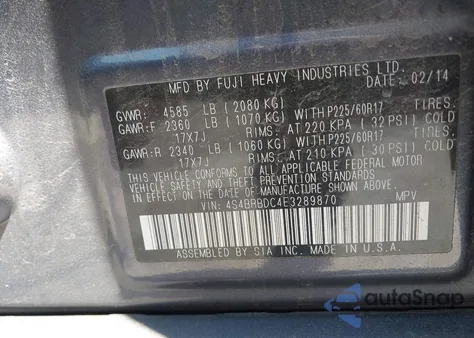 MFD BY FUJI HEAVY INDUSTRIES LTD.
DATE: 02/14
GVWR: 4585 LB (2080 KG)
GAWR:F 2360 LB (1070 KG) WITH P225/60R17 TIRES.
17X7J RIMS. AT 220 KPA (32 PSI) COLD
GAWR:R 2340 LB (1060 KG) WITH P225/60R17 TIRES.
17X7J RIMS. AT 210 KPA (30 PSI) COLD
THIS VEHICLE CONFORMS TO ALL APPLICABLE FEDERAL MOTOR
VEHICLE SAFETY AND THEFT PREVENTION STANDARDS IN
EFFECT ON THE DATE OF MANUFACTURE SHOWN ABOVE.
VIN: 4S4BRBDC4E3289870 MPV
ASSEMBLED BY SIA INC. MADE IN U.S.A.
autoSnap